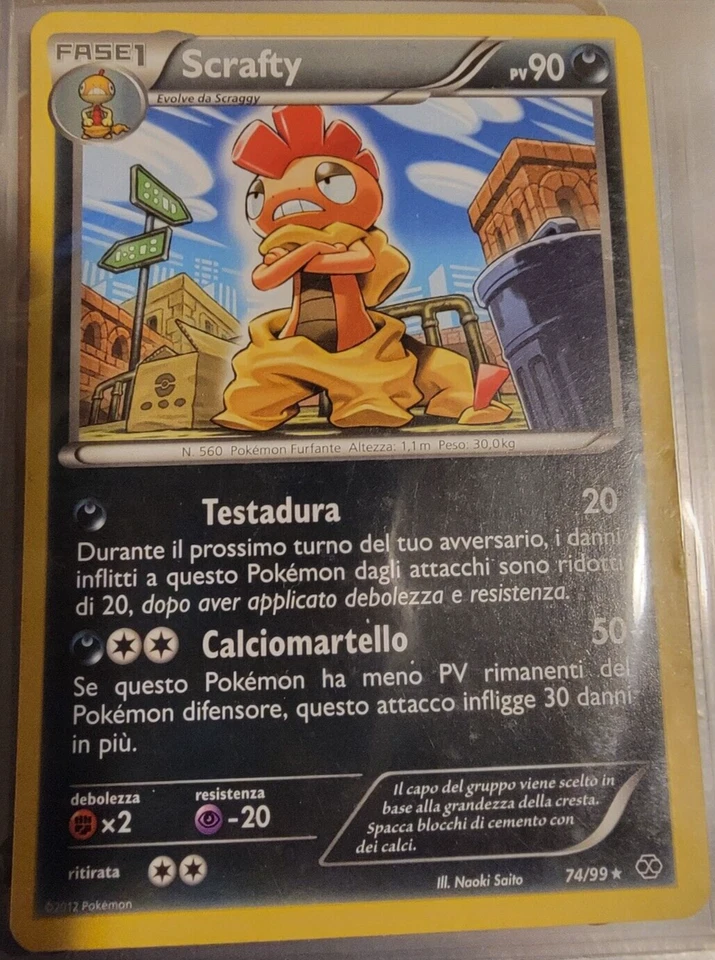 FASE1
Scrafty
PV90
Evolve da Scraggy
N. 560 Pokémon Furfante Altezza: 1,1m Peso: 30,0kg
Testadura 20
Durante il prossimo turno del tuo avversario, i danni
inflitti a questo Pokémon dagli attacchi sono ridotti
di 20, dopo aver applicato debolezza e resistenza.
Calciomartello 50
Se questo Pokémon ha meno PV rimanenti del
Pokémon difensore, questo attacco infligge 30 danni
in più.
debolezza
x2
resistenza
-20
ritirata
Il capo del gruppo viene scelto in
base alla grandezza della cresta.
Spacca blocchi di cemento con
dei calci.
Ill. Naoki Saito
74/99
©2012 Pokémon